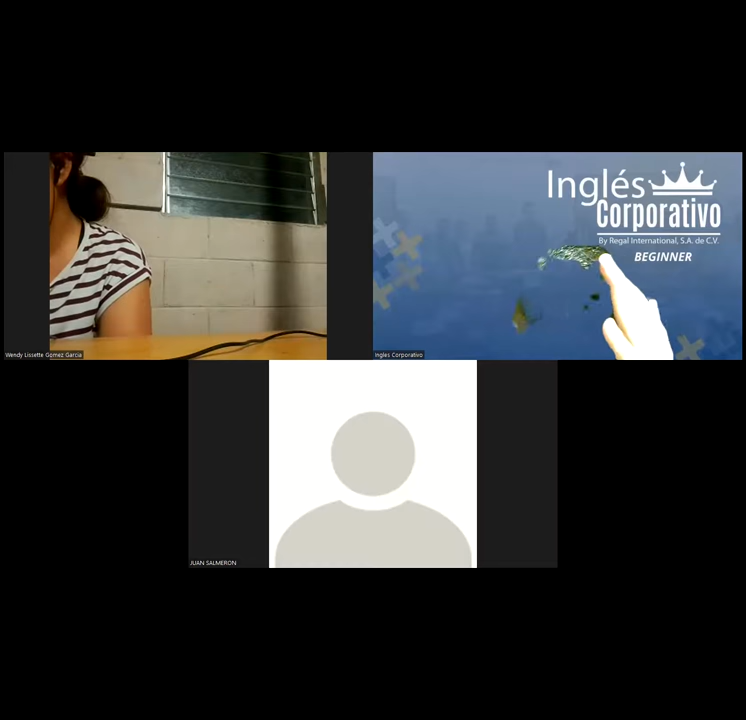 Inglés
Corporativo
By Regal International, S.A. de C.V.
BEGINNER
Wendy Lissette Gomez Garcia
Ingles Corporativo
JUAN SALMERON